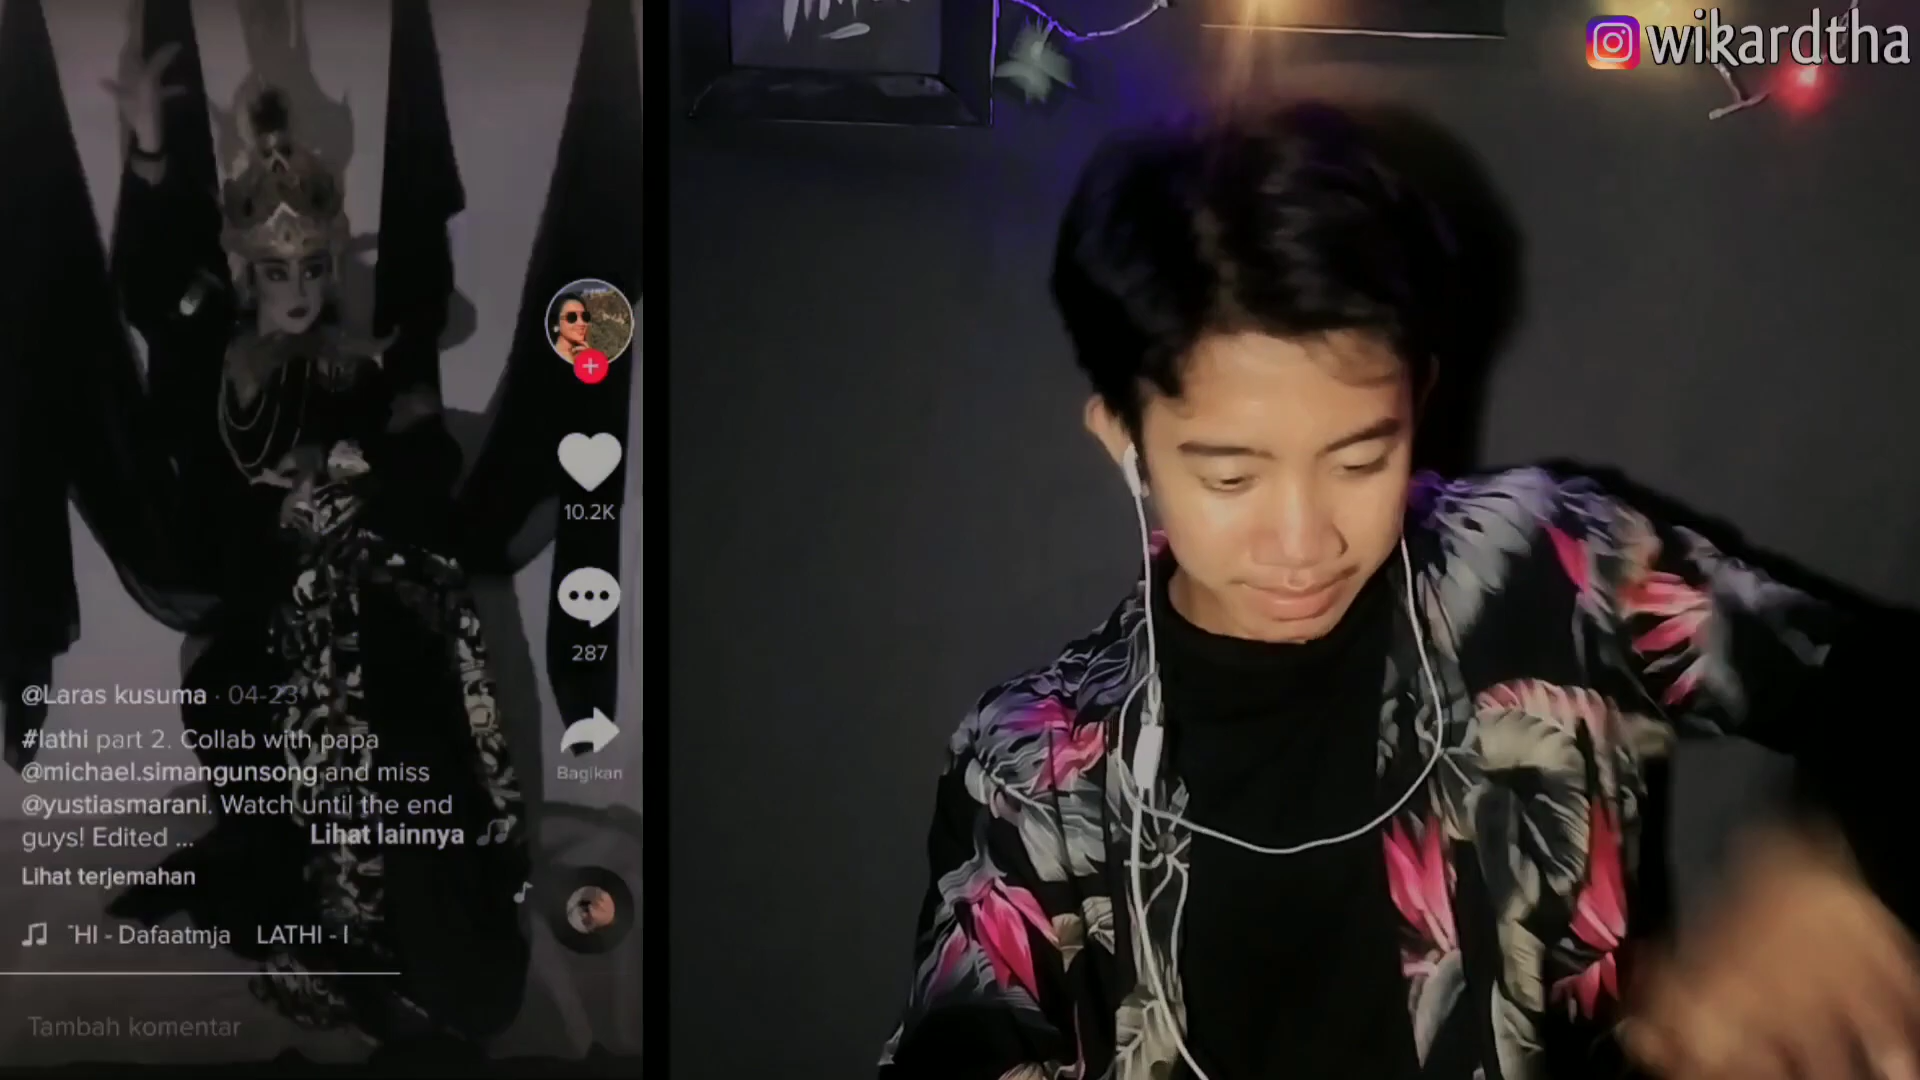 wikardtha
10.2K
287
Bagikan
@Laras kusuma · 04-23
#lathi part 2. Collab with papa
@michael.simangunsong and miss
@yustiasmarani. Watch until the end
guys! Edited ... Lihat lainnya
Lihat terjemahan
HI - Dafaatmja LATHI - I
Tambah komentar